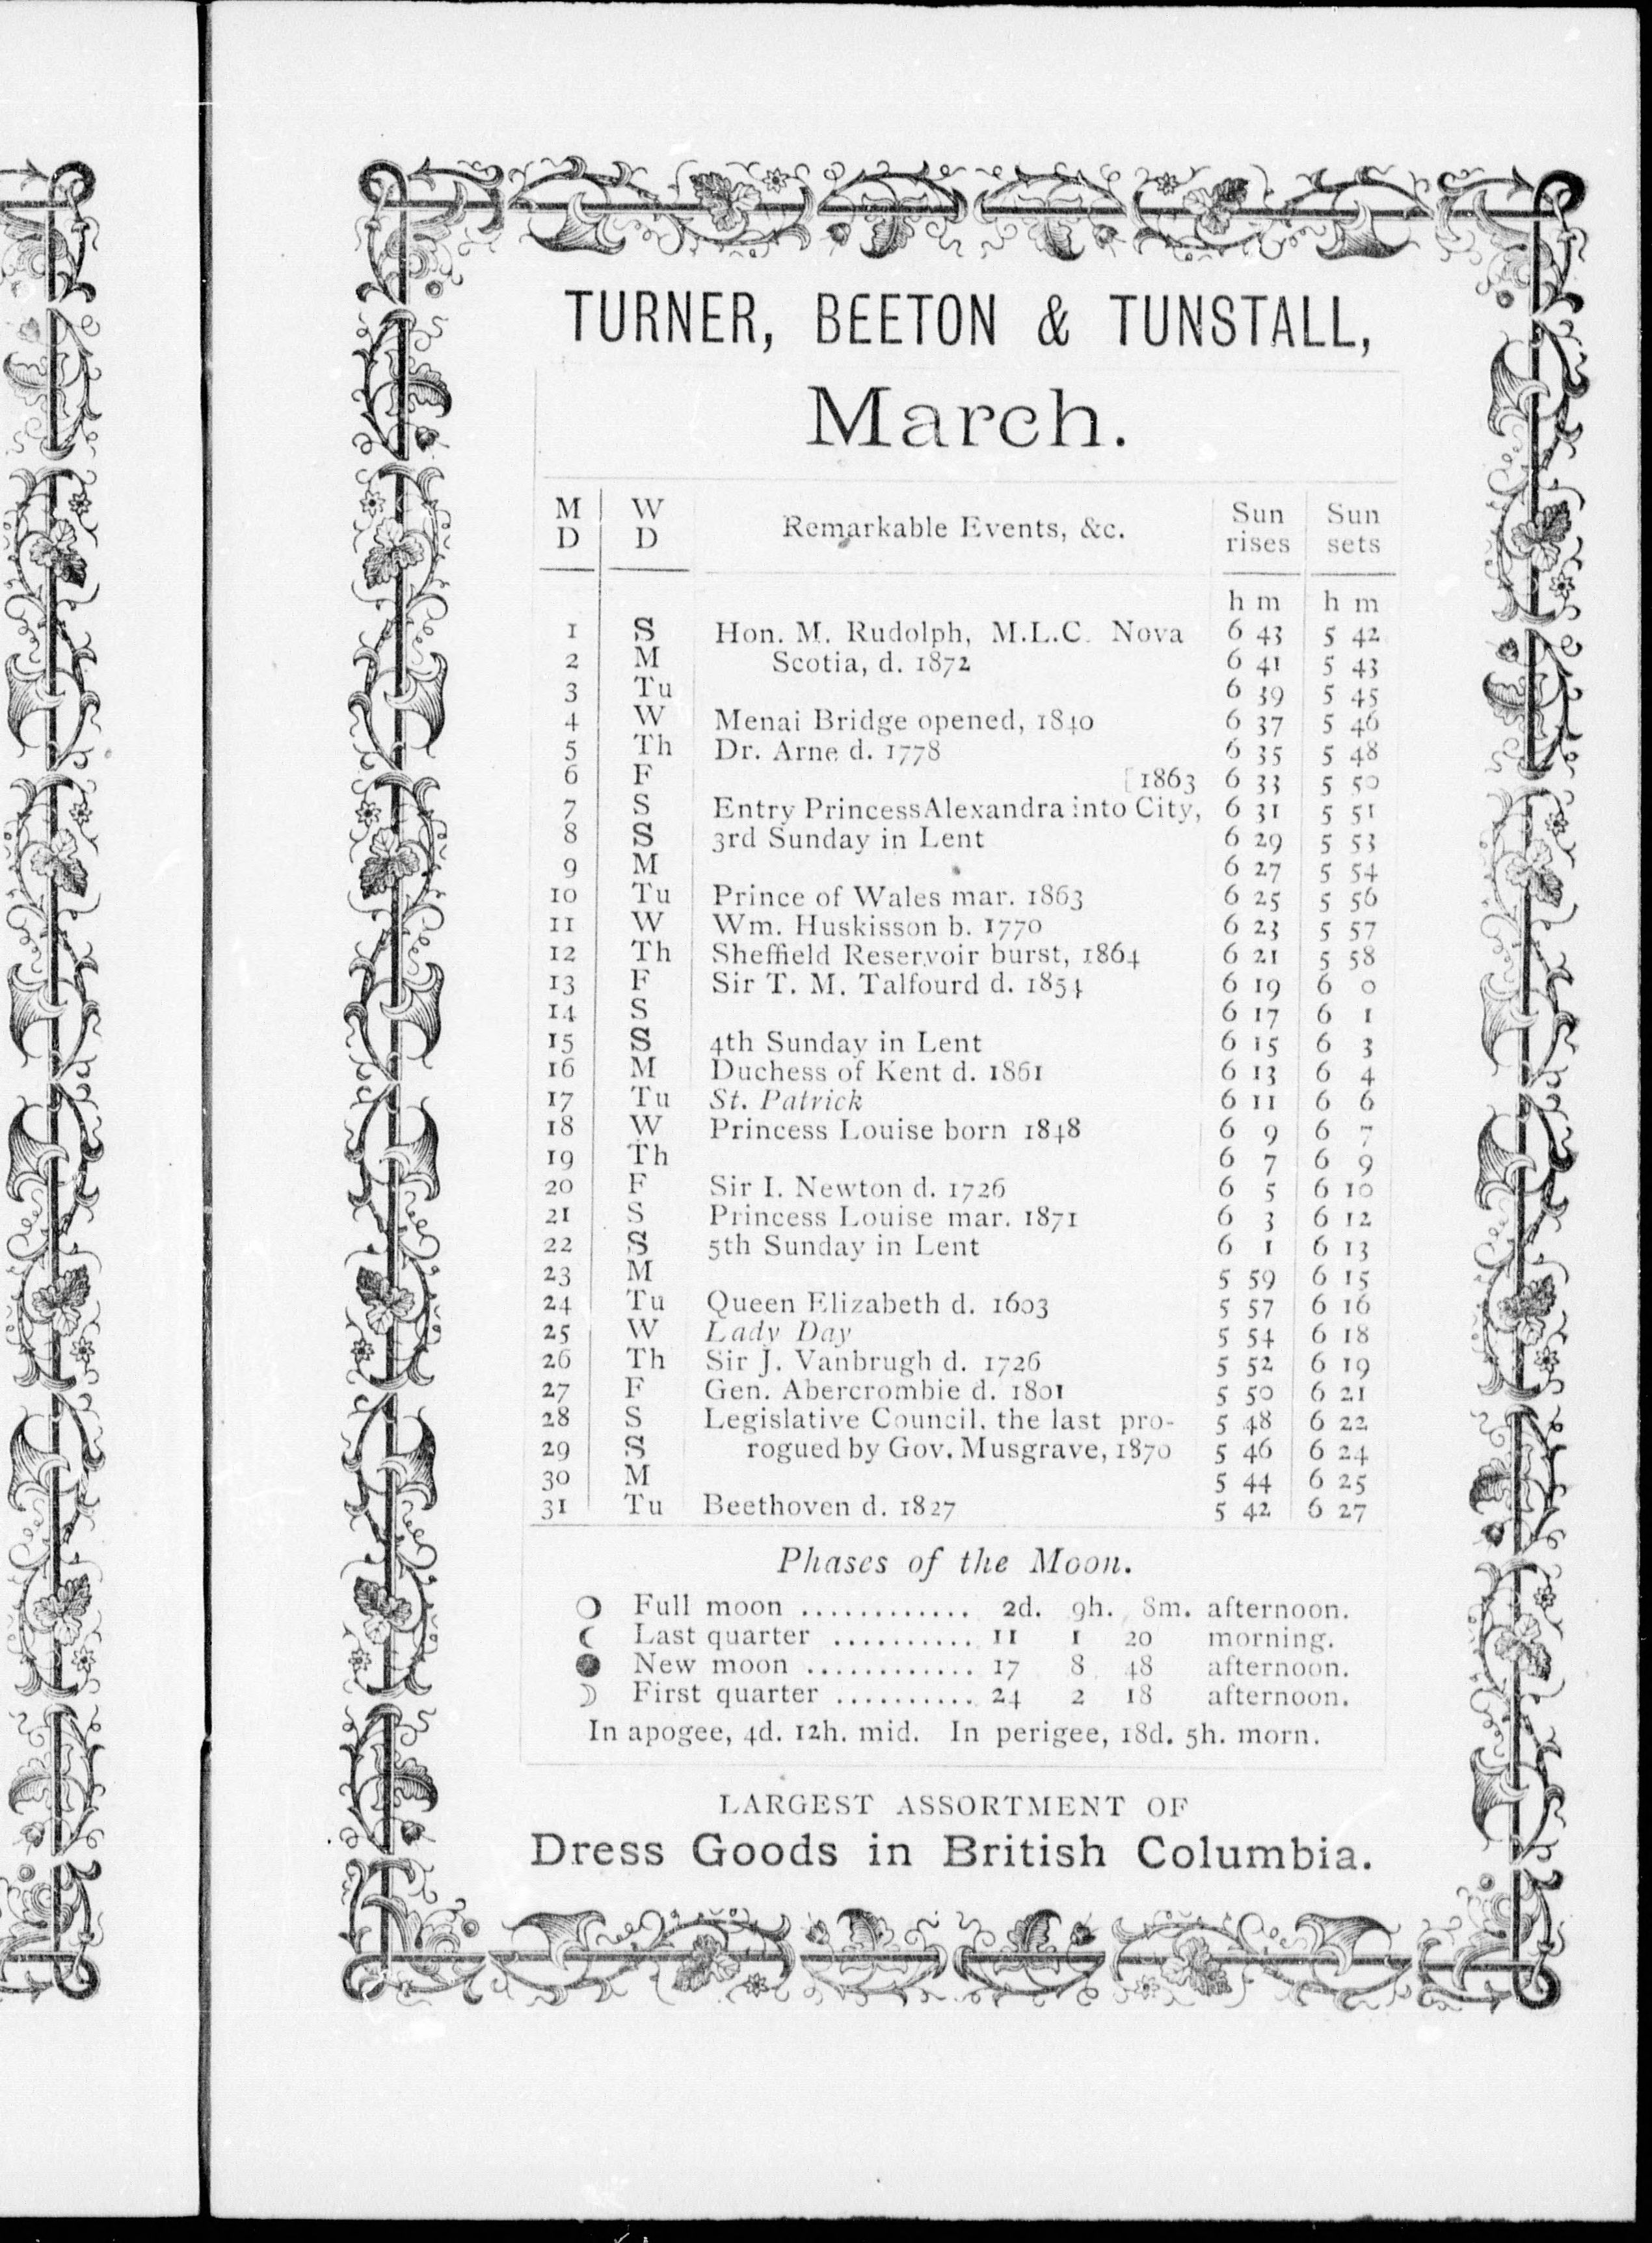 TURNER, BEETON & TUNSTALL,
March.
M D W D Remarkable Events, &c. Sun rises Sun sets
h m h m
1 S Hon. M. Rudolph, M.L.C. Nova 6 43 5 42
2 M Scotia, d. 1872 6 41 5 43
3 Tu 6 39 5 45
4 W Menai Bridge opened, 1840 6 37 5 46
5 Th Dr. Arne d. 1778 6 35 5 48
6 F [1863 6 33 5 50
7 S Entry Princess Alexandra into City, 6 31 5 51
8 S 3rd Sunday in Lent 6 29 5 53
9 M 6 27 5 54
10 Tu Prince of Wales mar. 1863 6 25 5 56
11 W Wm. Huskisson b. 1770 6 23 5 57
12 Th Sheffield Reservoir burst, 1864 6 21 5 58
13 F Sir T. M. Talfourd d. 1854 6 19 6 0
14 S 6 17 6 1
15 S 4th Sunday in Lent 6 15 6 3
16 M Duchess of Kent d. 1861 6 13 6 4
17 Tu St. Patrick 6 11 6 6
18 W Princess Louise born 1848 6 9 6 7
19 Th 6 7 6 9
20 F Sir I. Newton d. 1726 6 5 6 10
21 S Princess Louise mar. 1871 6 3 6 12
22 S 5th Sunday in Lent 6 1 6 13
23 M 5 59 6 15
24 Tu Queen Elizabeth d. 1603 5 57 6 16
25 W Lady Day 5 54 6 18
26 Th Sir J. Vanbrugh d. 1726 5 52 6 19
27 F Gen. Abercrombie d. 1801 5 50 6 21
28 S Legislative Council, the last pro- 5 48 6 22
29 S rogued by Gov. Musgrave, 1870 5 46 6 24
30 M 5 44 6 25
31 Tu Beethoven d. 1827 5 42 6 27
Phases of the Moon.
Full moon ............ 2d. 9h. 8m. afternoon.
Last quarter .......... 11 1 20 morning.
New moon ............ 17 8 48 afternoon.
First quarter .......... 24 2 18 afternoon.
In apogee, 4d. 12h. mid. In perigee, 18d. 5h. morn.
LARGEST ASSORTMENT OF
Dress Goods in British Columbia.